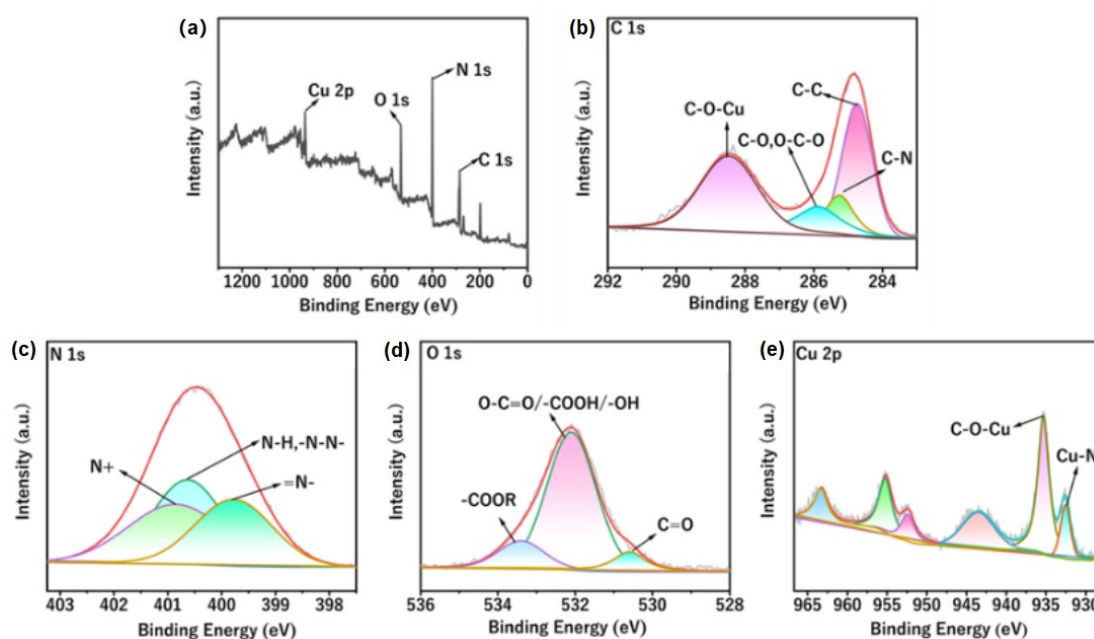 (a)
Cu 2p
O 1s
N 1s
C 1s
Intensity (a.u.)
1200 1000 800 600 400 200 0
Binding Energy (eV)
(b)
C 1s
C-O-Cu
C-O,O-C-O
C-C
C-N
Intensity (a.u.)
292 290 288 286 284
Binding Energy (eV)
(c)
N 1s
N+
N-H,-N-N-
=N-
Intensity (a.u.)
403 402 401 400 399 398
Binding Energy (eV)
(d)
O 1s
O-C=O/-COOH/-OH
-COOR
C=O
Intensity (a.u.)
536 534 532 530 528
Binding Energy (eV)
(e)
Cu 2p
C-O-Cu
Cu-N
Intensity (a.u.)
965 960 955 950 945 940 935 930
Binding Energy (eV)